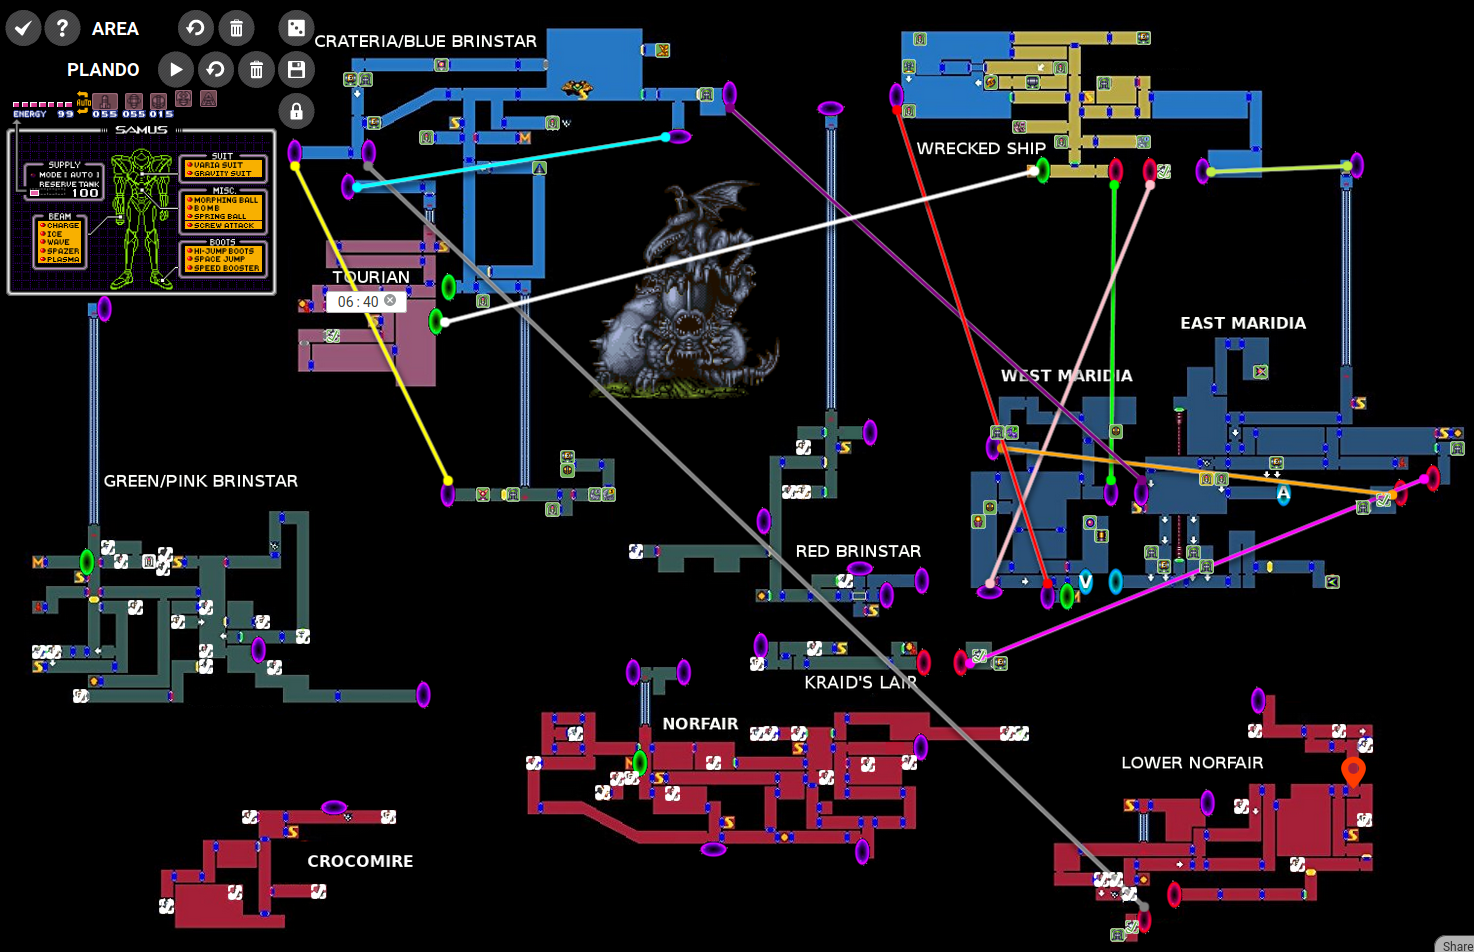 AREA
PLANDO
AUTO
ENERGY 99
055 055 015
SAMUS
SUPPLY
MODE [ AUTO ]
RESERVE TANK
100
BEAM
CHARGE
ICE
WAVE
SPAZER
PLASMA
SUIT
VARIA SUIT
GRAVITY SUIT
MISC.
MORPHING BALL
BOMB
SPRING BALL
SCREW ATTACK
BOOTS
HI-JUMP BOOTS
SPACE JUMP
SPEED BOOSTER
CRATERIA/BLUE BRINSTAR
WRECKED SHIP
TOURIAN
06:40
EAST MARIDIA
WEST MARIDIA
GREEN/PINK BRINSTAR
RED BRINSTAR
KRAID'S LAIR
NORFAIR
LOWER NORFAIR
CROCOMIRE
Share